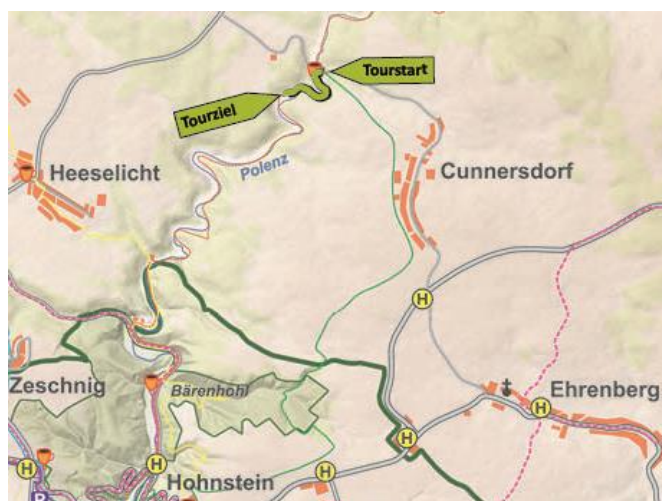 Tourstart
Tourziel
Heeselicht
Polenz
Cunnersdorf
H
Zeschnig
Bärenhohl
Ehrenberg
H
H
H
H
H
Hohnstein
P